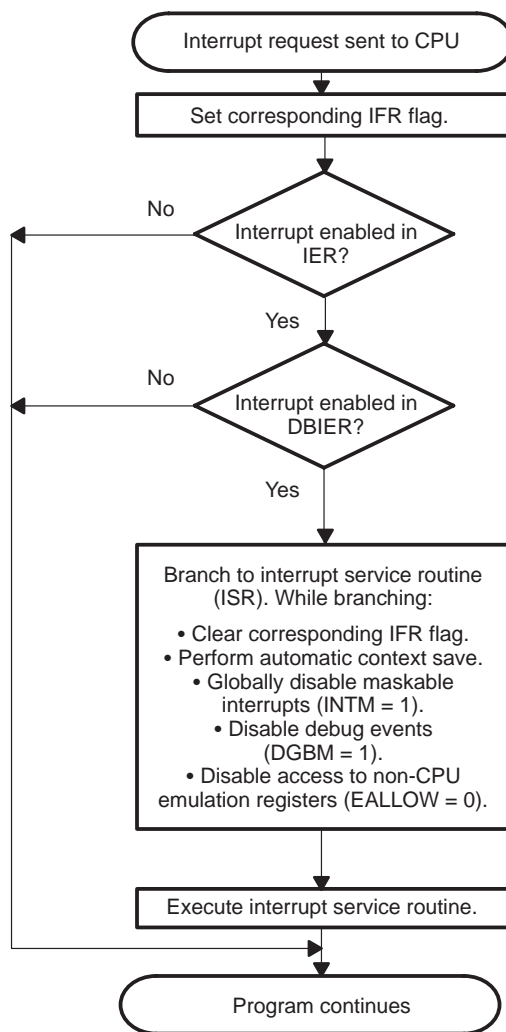 Interrupt request sent to CPU
Set corresponding IFR flag.
No
Interrupt enabled in
IER?
Yes
No
Interrupt enabled in
DBIER?
Yes
Branch to interrupt service routine
(ISR). While branching:
• Clear corresponding IFR flag.
• Perform automatic context save.
• Globally disable maskable
interrupts (INTM = 1).
• Disable debug events
(DGBM = 1).
• Disable access to non-CPU
emulation registers (EALLOW = 0).
Execute interrupt service routine.
Program continues